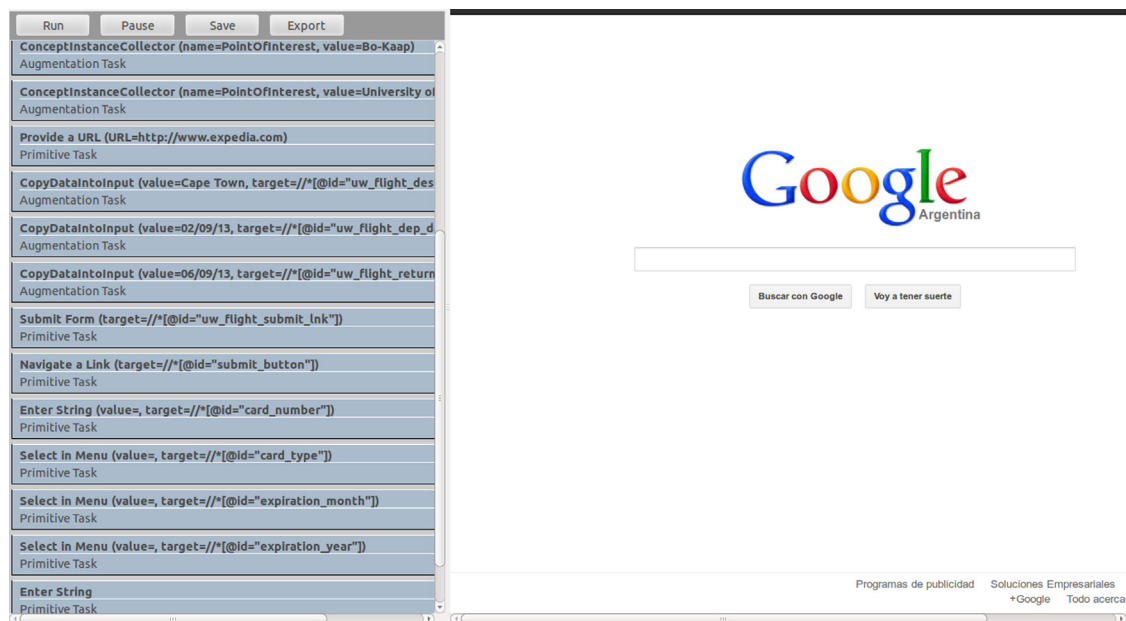 Run Pause Save Export
ConceptInstanceCollector (name=PointOfInterest, value=Bo-Kaap)
Augmentation Task
ConceptInstanceCollector (name=PointOfInterest, value=University of
Augmentation Task
Provide a URL (URL=http://www.expedia.com)
Primitive Task
CopyDataIntoInput (value=Cape Town, target=//*[@id="uw_flight_des
Augmentation Task
CopyDataIntoInput (value=02/09/13, target=//*[@id="uw_flight_dep_d
Augmentation Task
CopyDataIntoInput (value=06/09/13, target=//*[@id="uw_flight_return
Augmentation Task
Submit Form (target=//*[@id="uw_flight_submit_lnk"])
Primitive Task
Navigate a Link (target=//*[@id="submit_button"])
Primitive Task
Enter String (value=, target=//*[@id="card_number"])
Primitive Task
Select in Menu (value=, target=//*[@id="card_type"])
Primitive Task
Select in Menu (value=, target=//*[@id="expiration_month"])
Primitive Task
Select in Menu (value=, target=//*[@id="expiration_year"])
Primitive Task
Enter String
Primitive Task
Google
Argentina
Buscar con Google Voy a tener suerte
Programas de publicidad Soluciones Empresariales
+Google Todo acerca